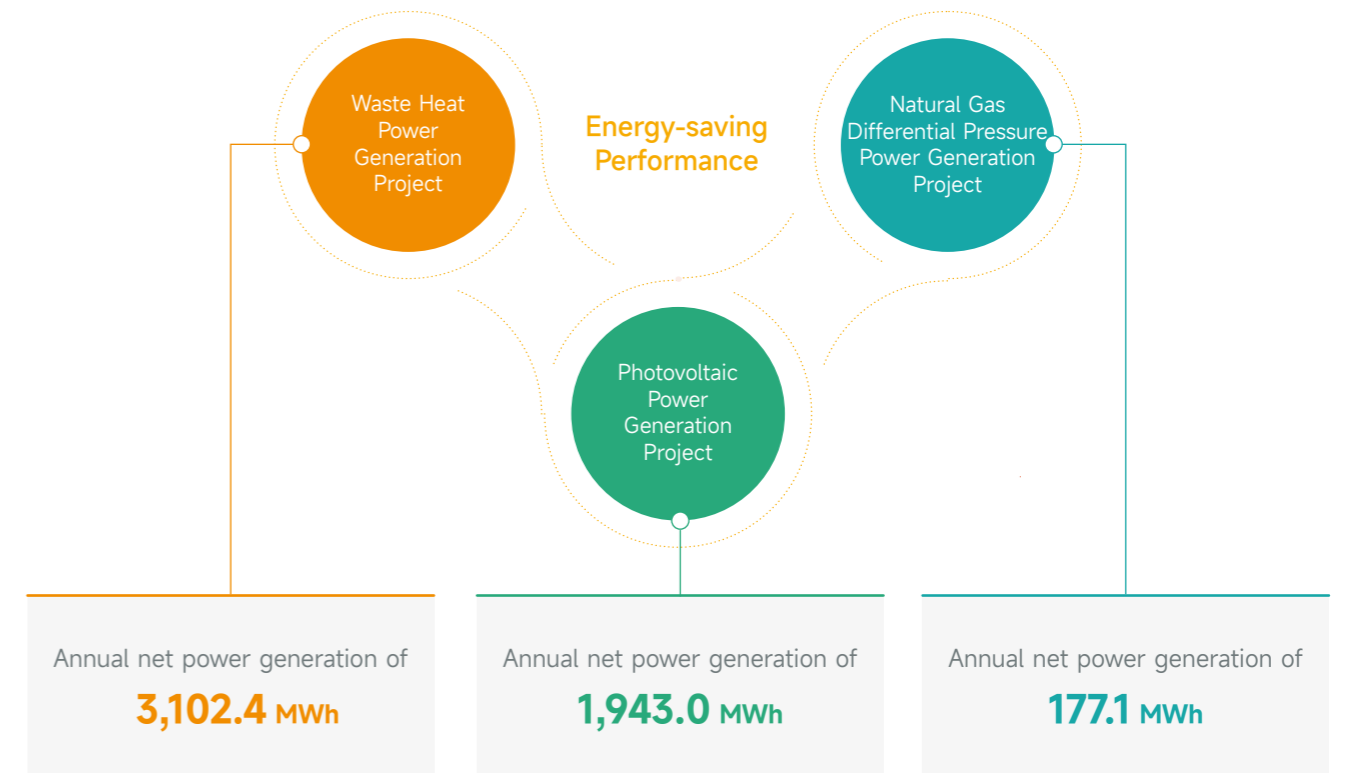 Waste Heat
Power
Generation
Project
Energy-saving
Performance
Natural Gas
Differential Pressure
Power Generation
Project
Photovoltaic
Power
Generation
Project
Annual net power generation of
3,102.4 MWh
Annual net power generation of
1,943.0 MWh
Annual net power generation of
177.1 MWh